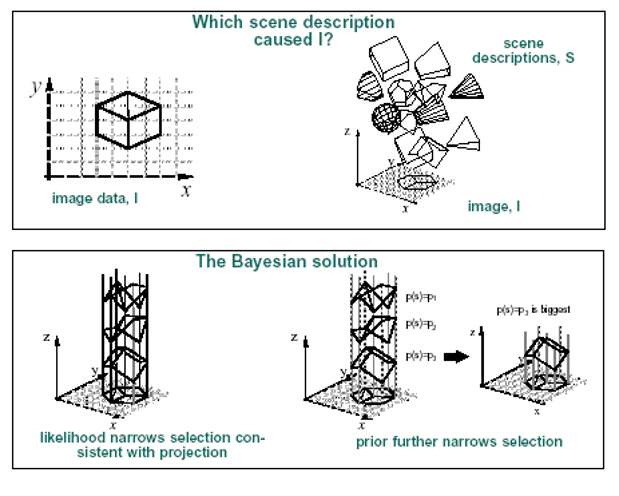 Which scene description
caused I?
scene
descriptions, S
y
x
image data, I
z
y
x
image, I
The Bayesian solution
z
y
x
likelihood narrows selection con-
sistent with projection
z
y
x
p(s)=p1
p(s)=p2
p(s)=p3
p(s)=p3 is biggest
z
y
x
prior further narrows selection